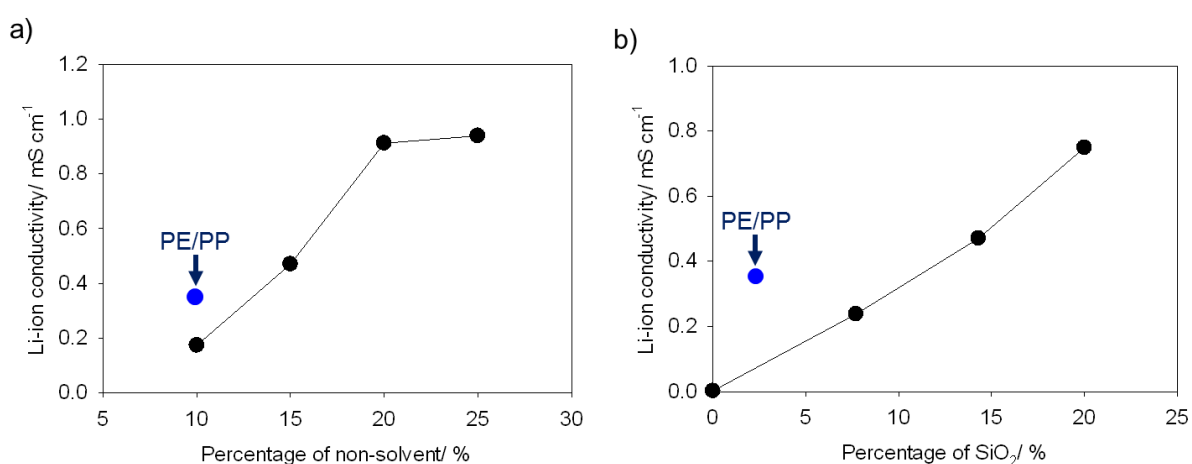 a)
Li-ion conductivity/ mS cm⁻¹
1.2
1.0
0.8
0.6
0.4
0.2
0.0
PE/PP
5 10 15 20 25 30
Percentage of non-solvent/ %
b)
Li-ion conductivity/ mS cm⁻¹
1.0
0.8
0.6
0.4
0.2
0.0
PE/PP
0 5 10 15 20 25
Percentage of SiO₂/ %